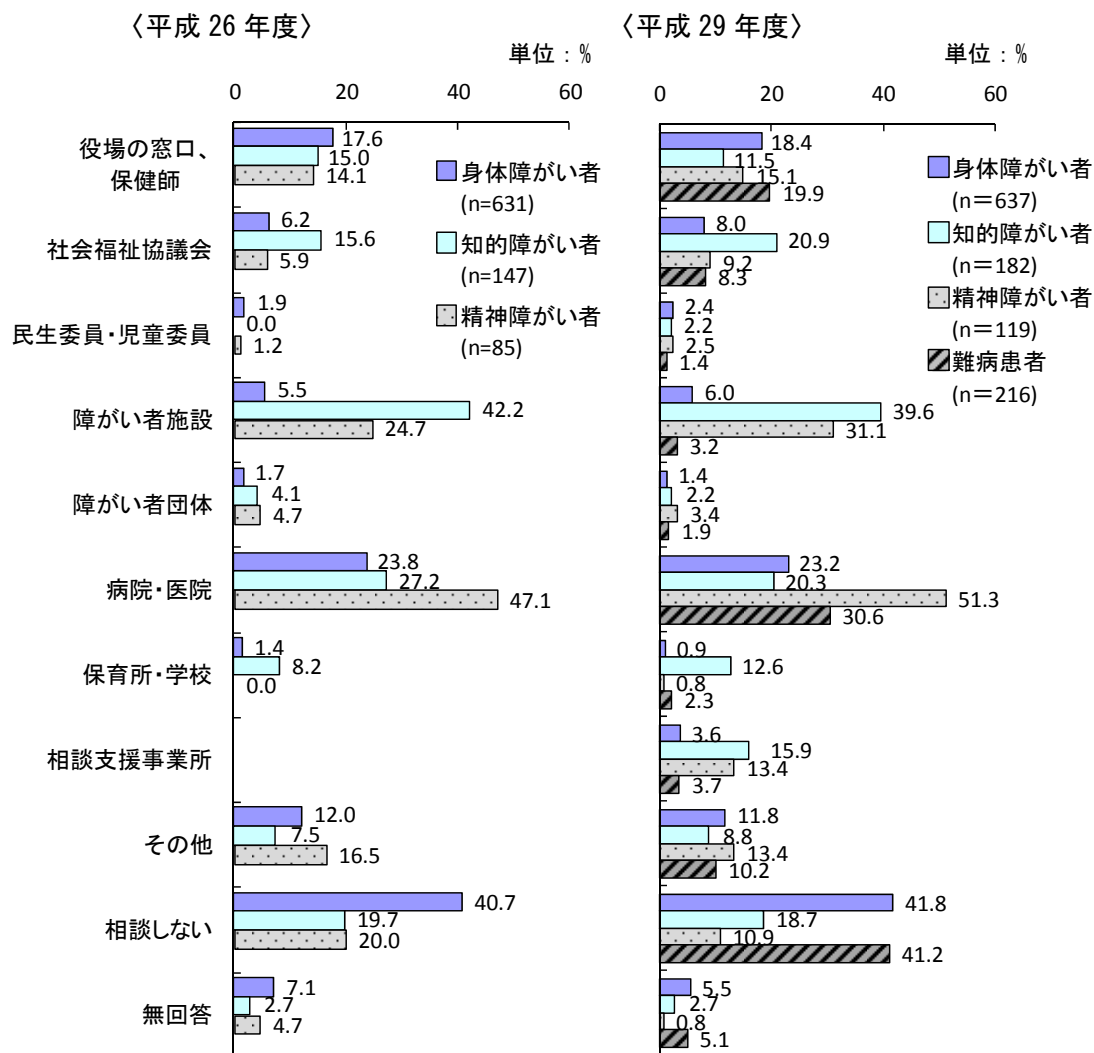 〈平成 26 年度〉
〈平成 29 年度〉
単位：%
単位：%
0 20 40 60
0 20 40 60
役場の窓口、
保健師
17.6
15.0
14.1
18.4
11.5
15.1
19.9
社会福祉協議会
6.2
15.6
5.9
8.0
20.9
9.2
8.3
民生委員・児童委員
1.9
0.0
1.2
2.4
2.2
2.5
1.4
障がい者施設
5.5
42.2
24.7
6.0
39.6
31.1
3.2
障がい者団体
1.7
4.1
4.7
1.4
2.2
3.4
1.9
病院・医院
23.8
27.2
47.1
23.2
20.3
51.3
30.6
保育所・学校
1.4
8.2
0.0
0.9
12.6
0.8
2.3
相談支援事業所
3.6
15.9
13.4
3.7
その他
12.0
7.5
16.5
11.8
8.8
13.4
10.2
相談しない
40.7
19.7
20.0
41.8
18.7
10.9
41.2
無回答
7.1
2.7
4.7
5.5
2.7
0.8
5.1
身体障がい者
(n=631)
知的障がい者
(n=147)
精神障がい者
(n=85)
身体障がい者
(n＝637)
知的障がい者
(n＝182)
精神障がい者
(n＝119)
難病患者
(n＝216)